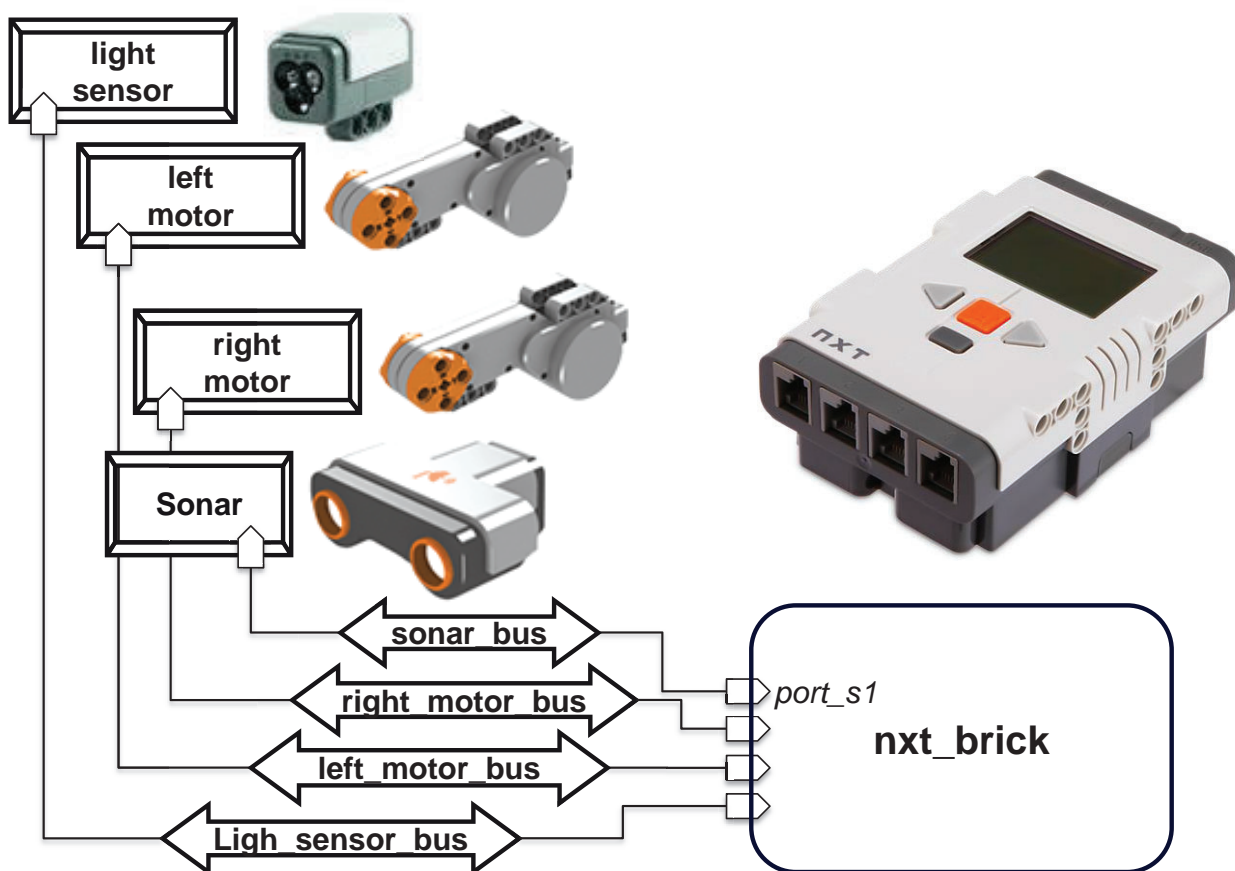 light
sensor
left
motor
right
motor
Sonar
nxt
sonar_bus
port_s1
right_motor_bus
nxt_brick
left_motor_bus
Ligh_sensor_bus